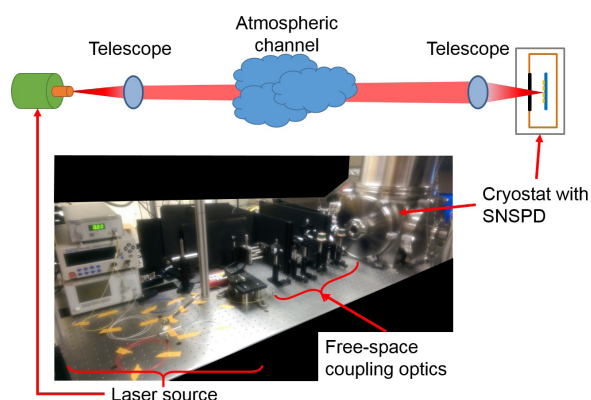 Atmospheric
channel
Telescope
Telescope
Cryostat with
SNSPD
Free-space
coupling optics
Laser source